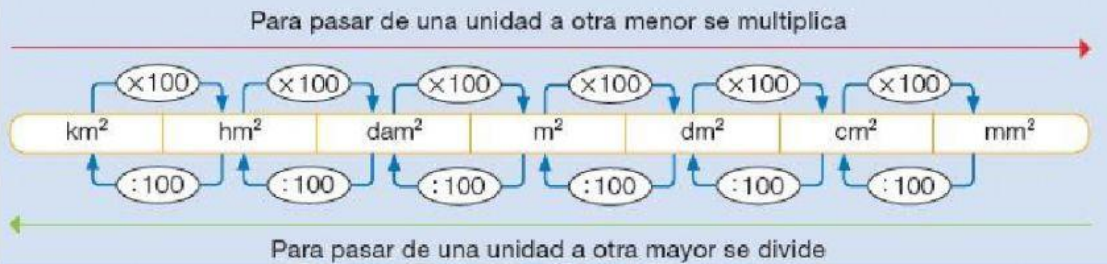 Para pasar de una unidad a otra menor se multiplica
×100 ×100 ×100 ×100 ×100 ×100
km² hm² dam² m² dm² cm² mm²
:100 :100 :100 :100 :100 :100
Para pasar de una unidad a otra mayor se divide